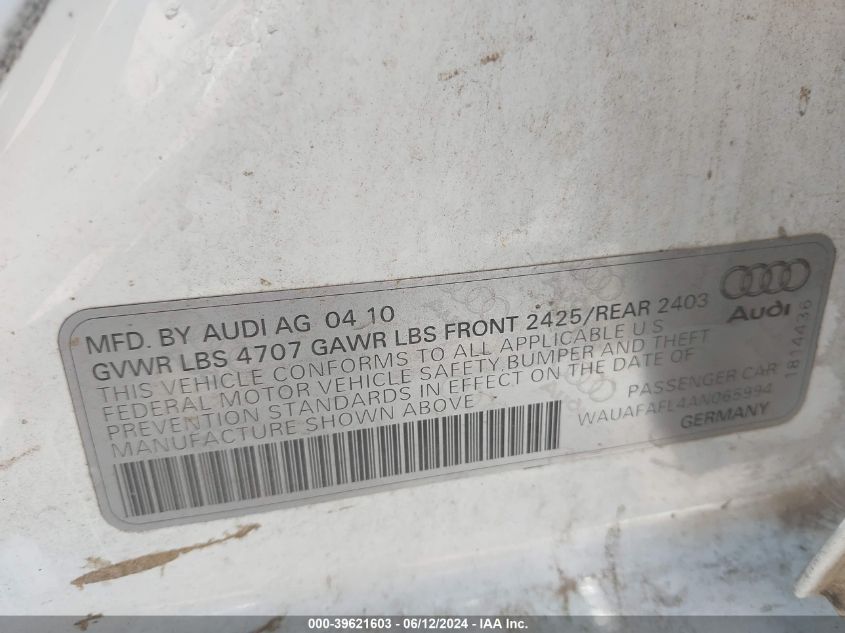 MFD. BY AUDI AG 04.10
GVWR LBS 4707 GAWR LBS FRONT 2425/REAR 2403
THIS VEHICLE CONFORMS TO ALL APPLICABLE U S
FEDERAL MOTOR VEHICLE SAFETY,BUMPER AND THEFT
PREVENTION STANDARDS IN EFFECT ON THE DATE OF
MANUFACTURE SHOWN ABOVE
Audi
1814436
PASSENGER CAR
WAUAFAFL4AN065994
GERMANY
000-39621603 - 06/12/2024 - IAA Inc.